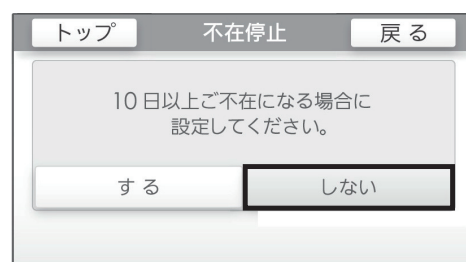 トップ 不在停止 戻る
10日以上ご不在になる場合に
設定してください。
する しない